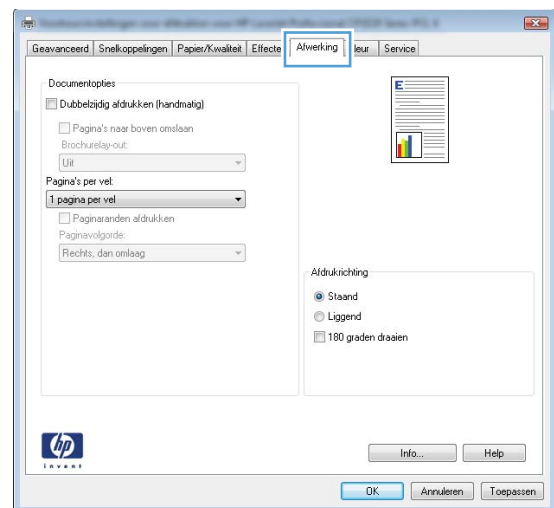 Geavanceerd Snelkoppelingen Papier/Kwaliteit Effecte Afwerking leur Service
Documentopties
Dubbelzijdig afdrukken (handmatig)
Pagina's naar boven omslaan
Brochurelay-out:
Uit
Pagina's per vel:
1 pagina per vel
Paginaranden afdrukken
Paginavolgorde:
Rechts, dan omlaag
E
Afdrukrichting
Staand
Liggend
180 graden draaien
hp
invent
Info... Help
OK Annuleren Toepassen